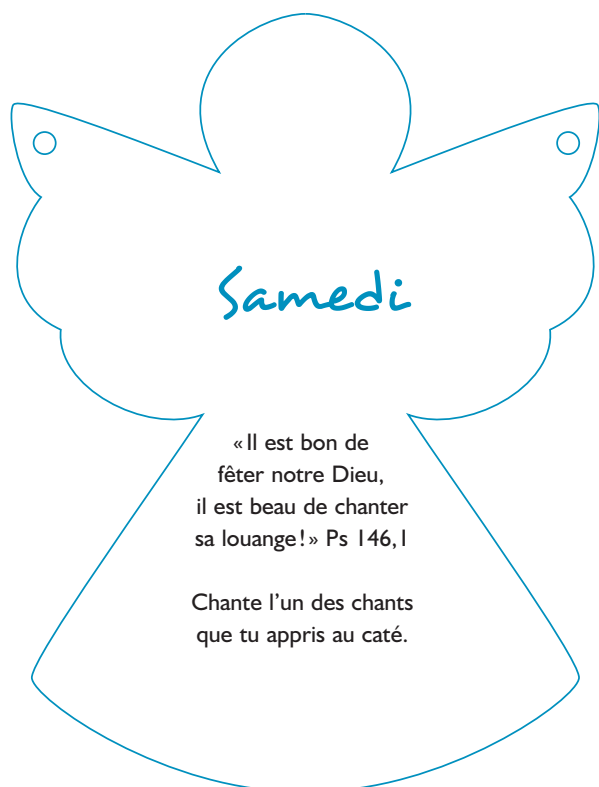 Samedi
« Il est bon de
fêter notre Dieu,
il est beau de chanter
sa louange ! » Ps 146,1
Chante l’un des chants
que tu appris au caté.